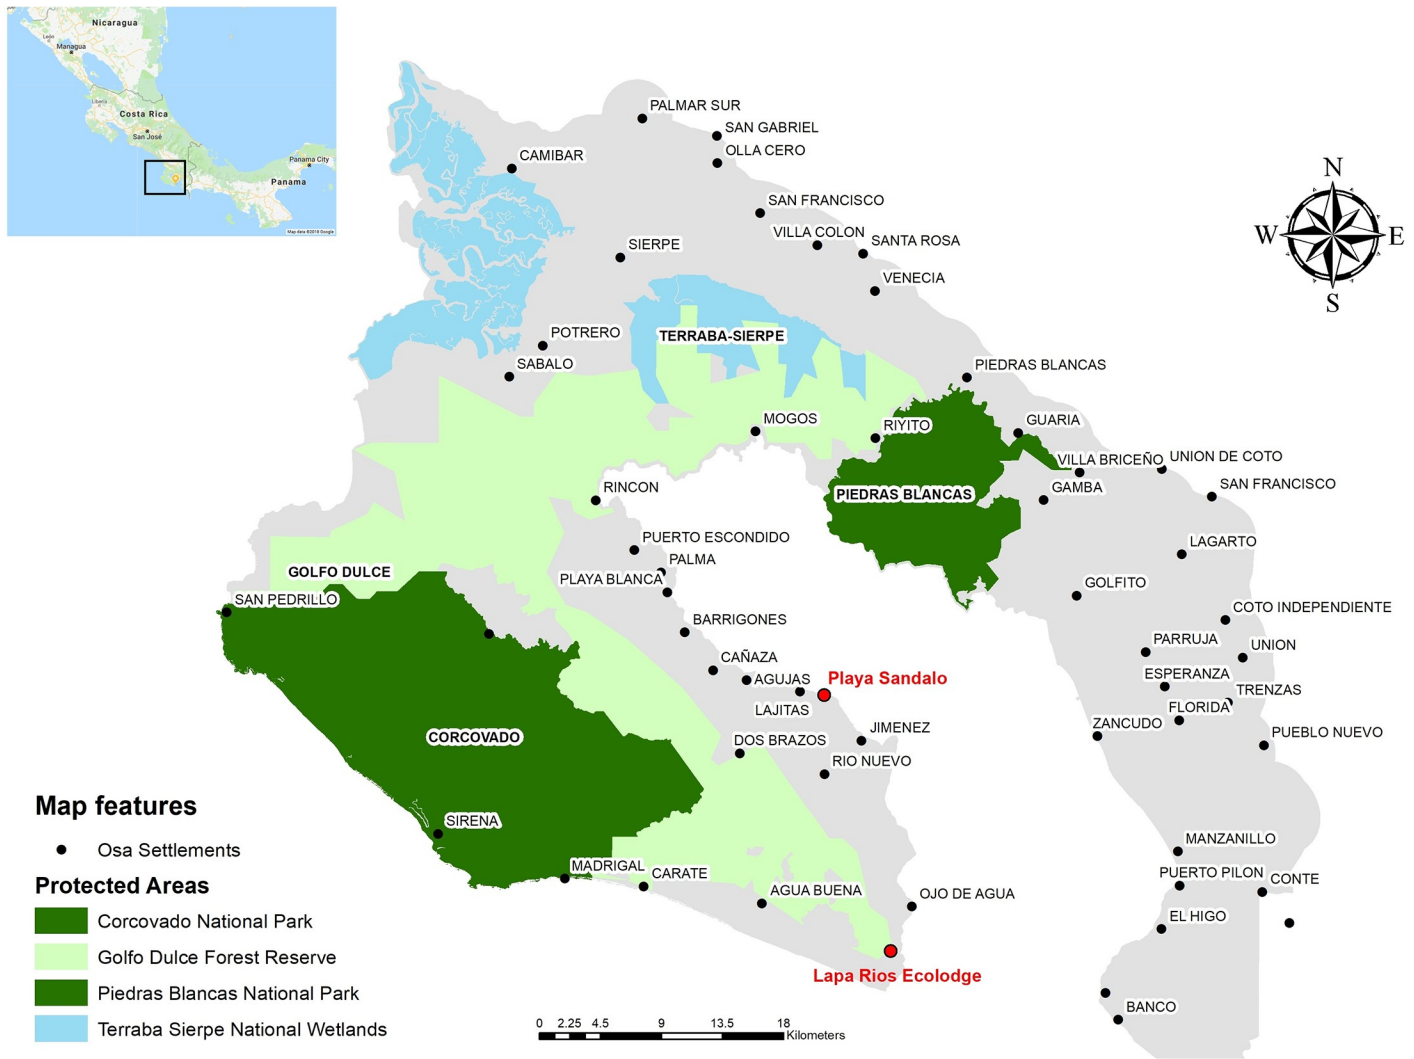 Nicaragua
León
Managua
Liberia
Costa Rica
San José
Panama City
Panama
Map data ©2018 Google
N
W
E
S
PALMAR SUR
SAN GABRIEL
OLLA CERO
CAMIBAR
SAN FRANCISCO
VILLA COLON
SANTA ROSA
SIERPE
VENECIA
POTRERO
TERRABA-SIERPE
SABALO
PIEDRAS BLANCAS
MOGOS
RIYITO
GUARIA
VILLA BRICEÑO
UNION DE COTO
RINCON
PIEDRAS BLANCAS
GAMBA
SAN FRANCISCO
PUERTO ESCONDIDO
LAGARTO
PALMA
GOLFO DULCE
PLAYA BLANCA
GOLFITO
SAN PEDRILLO
BARRIGONES
COTO INDEPENDIENTE
PARRUJA
UNION
CAÑAZA
AGUJAS
Playa Sandalo
ESPERANZA
TRENZAS
LAJITAS
FLORIDA
ZANCUDO
JIMENEZ
PUEBLO NUEVO
CORCOVADO
DOS BRAZOS
RIO NUEVO
SIRENA
MANZANILLO
MADRIGAL
CARATE
PUERTO PILON
CONTE
AGUA BUENA
OJO DE AGUA
EL HIGO
Lapa Rios Ecolodge
BANCO
Map features
Osa Settlements
Protected Areas
Corcovado National Park
Golfo Dulce Forest Reserve
Piedras Blancas National Park
Terraba Sierpe National Wetlands
0 2.25 4.5 9 13.5 18
Kilometers